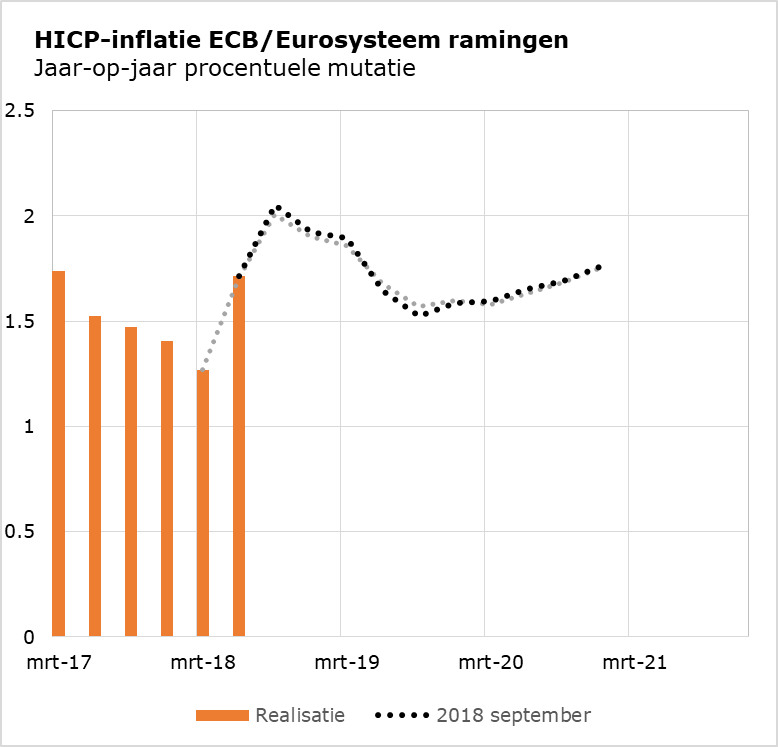 HICP-inflatie ECB/Eurosysteem ramingen
Jaar-op-jaar procentuele mutatie
2.5
2
1.5
1
0.5
0
mrt-17 mrt-18 mrt-19 mrt-20 mrt-21
Realisatie 2018 september